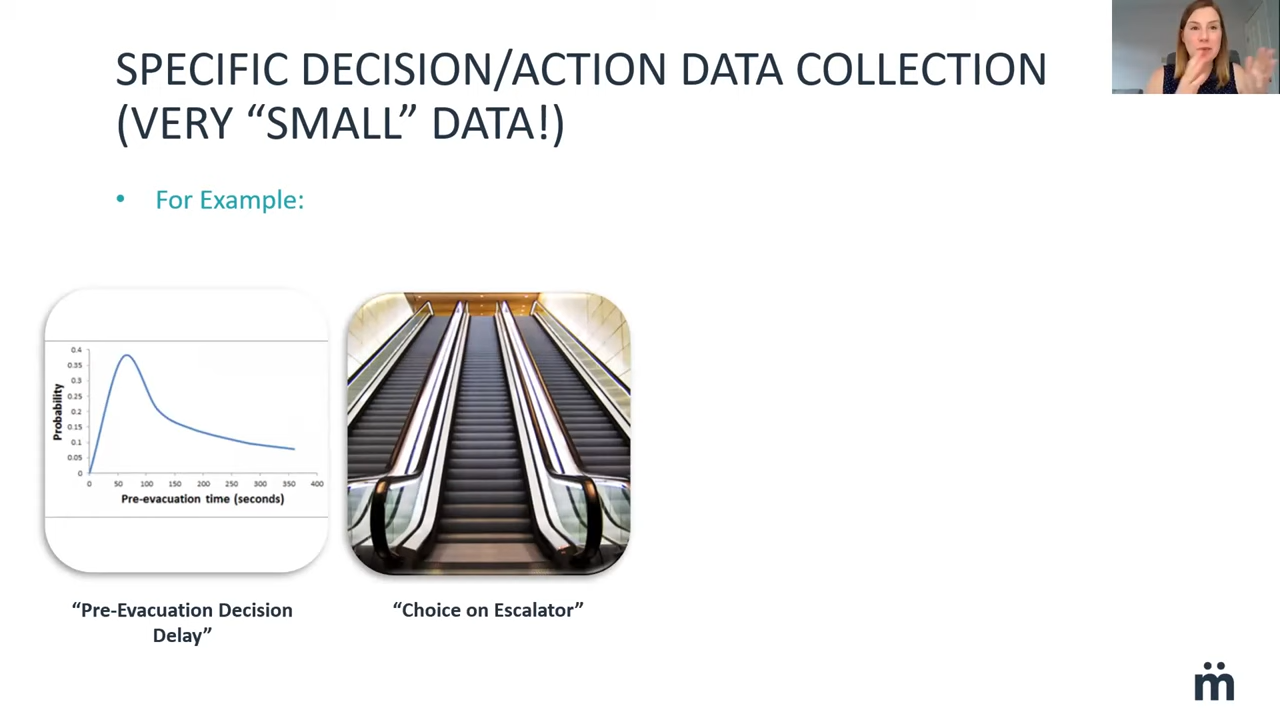 SPECIFIC DECISION/ACTION DATA COLLECTION
(VERY “SMALL” DATA!)
• For Example:
0.4
0.35
0.3
0.25
0.2
0.15
0.1
0.05
0
Probability
0 50 100 150 200 250 300 350 400
Pre-evacuation time (seconds)
“Pre-Evacuation Decision
Delay”
“Choice on Escalator”
m̈